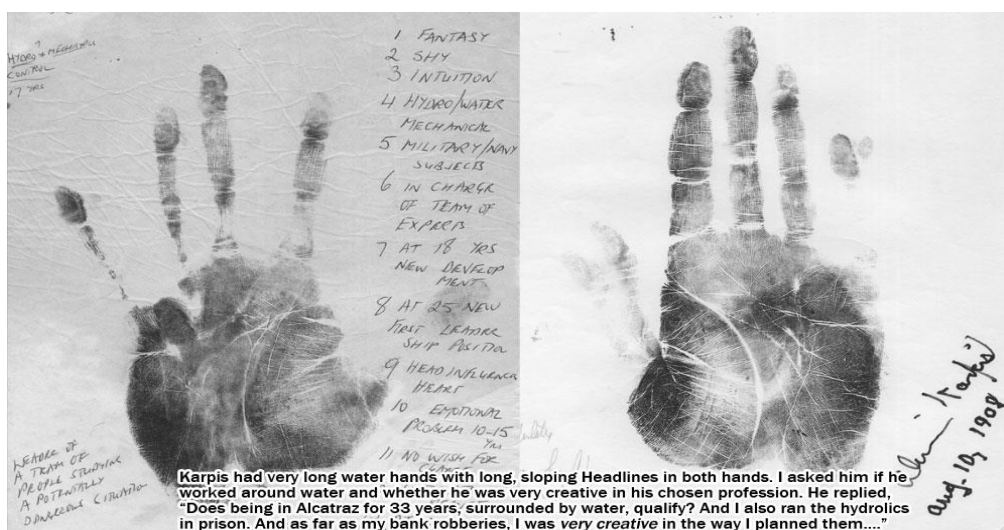 HYDRO & MECHANICAL
CONTROL
17 YRS
1 FANTASY
2 SHY
3 INTUITION
4 HYDRO/WATER
MECHANICAL
5 MILITARY/NAVY
SUBJECTS
6 IN CHARGE
OF TEAM OF
EXPERTS
7 AT 18 YRS
NEW DEVELOP
MENT
8 AT 25 NEW
FIRST LEADER
SHIP POSITION
9 HEAD INFLUENCES
HEART
10 EMOTIONAL
PROBLEM 10-15
YRS
11 NO WISH FOR
LEADER OF
A TEAM OF
PEOPLE STUDYING
A POTENTIALLY
DANGEROUS SITUATION
Karpis
Aug. 10, 1908
Karpis had very long water hands with long, sloping Headlines in both hands. I asked him if he
worked around water and whether he was very creative in his chosen profession. He replied,
"Does being in Alcatraz for 33 years, surrounded by water, qualify? And I also ran the hydrolics
in prison. And as far as my bank robberies, I was very creative in the way I planned them...."